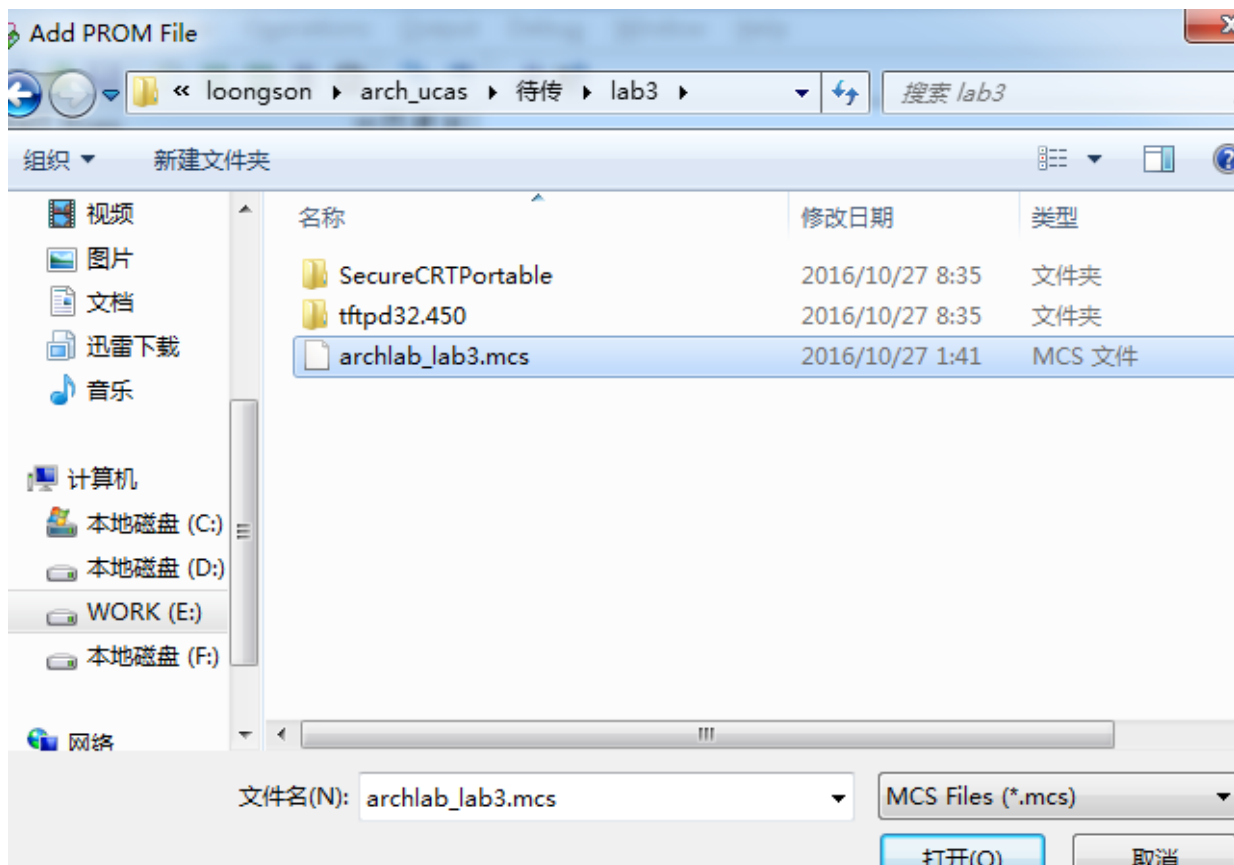 Add PROM File
« loongson arch_ucas 待传 lab3
搜索 lab3
组织 新建文件夹
视频
图片
文档
迅雷下载
音乐
计算机
本地磁盘 (C:)
本地磁盘 (D:)
WORK (E:)
本地磁盘 (F:)
网络
名称 修改日期 类型
SecureCRTPortable 2016/10/27 8:35 文件夹
tftpd32.450 2016/10/27 8:35 文件夹
archlab_lab3.mcs 2016/10/27 1:41 MCS 文件
文件名(N): archlab_lab3.mcs MCS Files (*.mcs)
打开(O) 取消